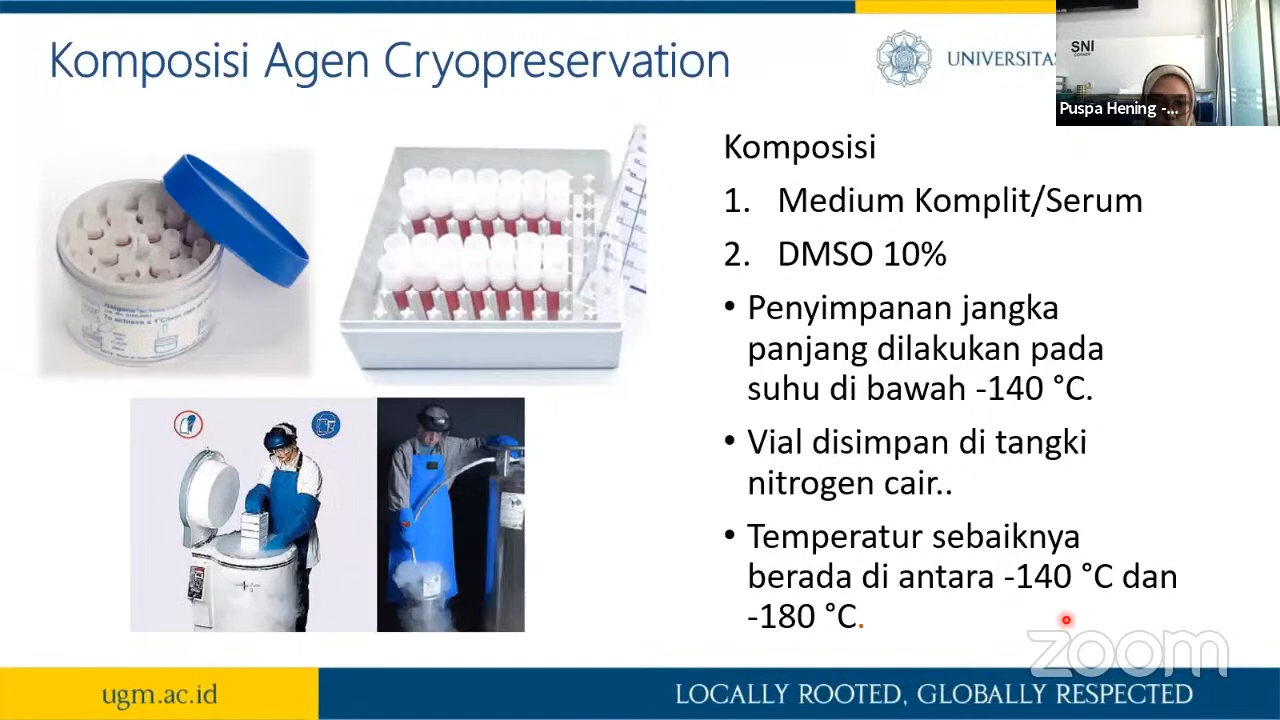 Komposisi Agen Cryopreservation
UNIVERSITAS
SNI
Puspa Hening -...
Komposisi
1. Medium Komplit/Serum
2. DMSO 10%
• Penyimpanan jangka
panjang dilakukan pada
suhu di bawah -140 °C.
• Vial disimpan di tangki
nitrogen cair..
• Temperatur sebaiknya
berada di antara -140 °C dan
-180 °C.
zoom
ugm.ac.id
LOCALLY ROOTED, GLOBALLY RESPECTED